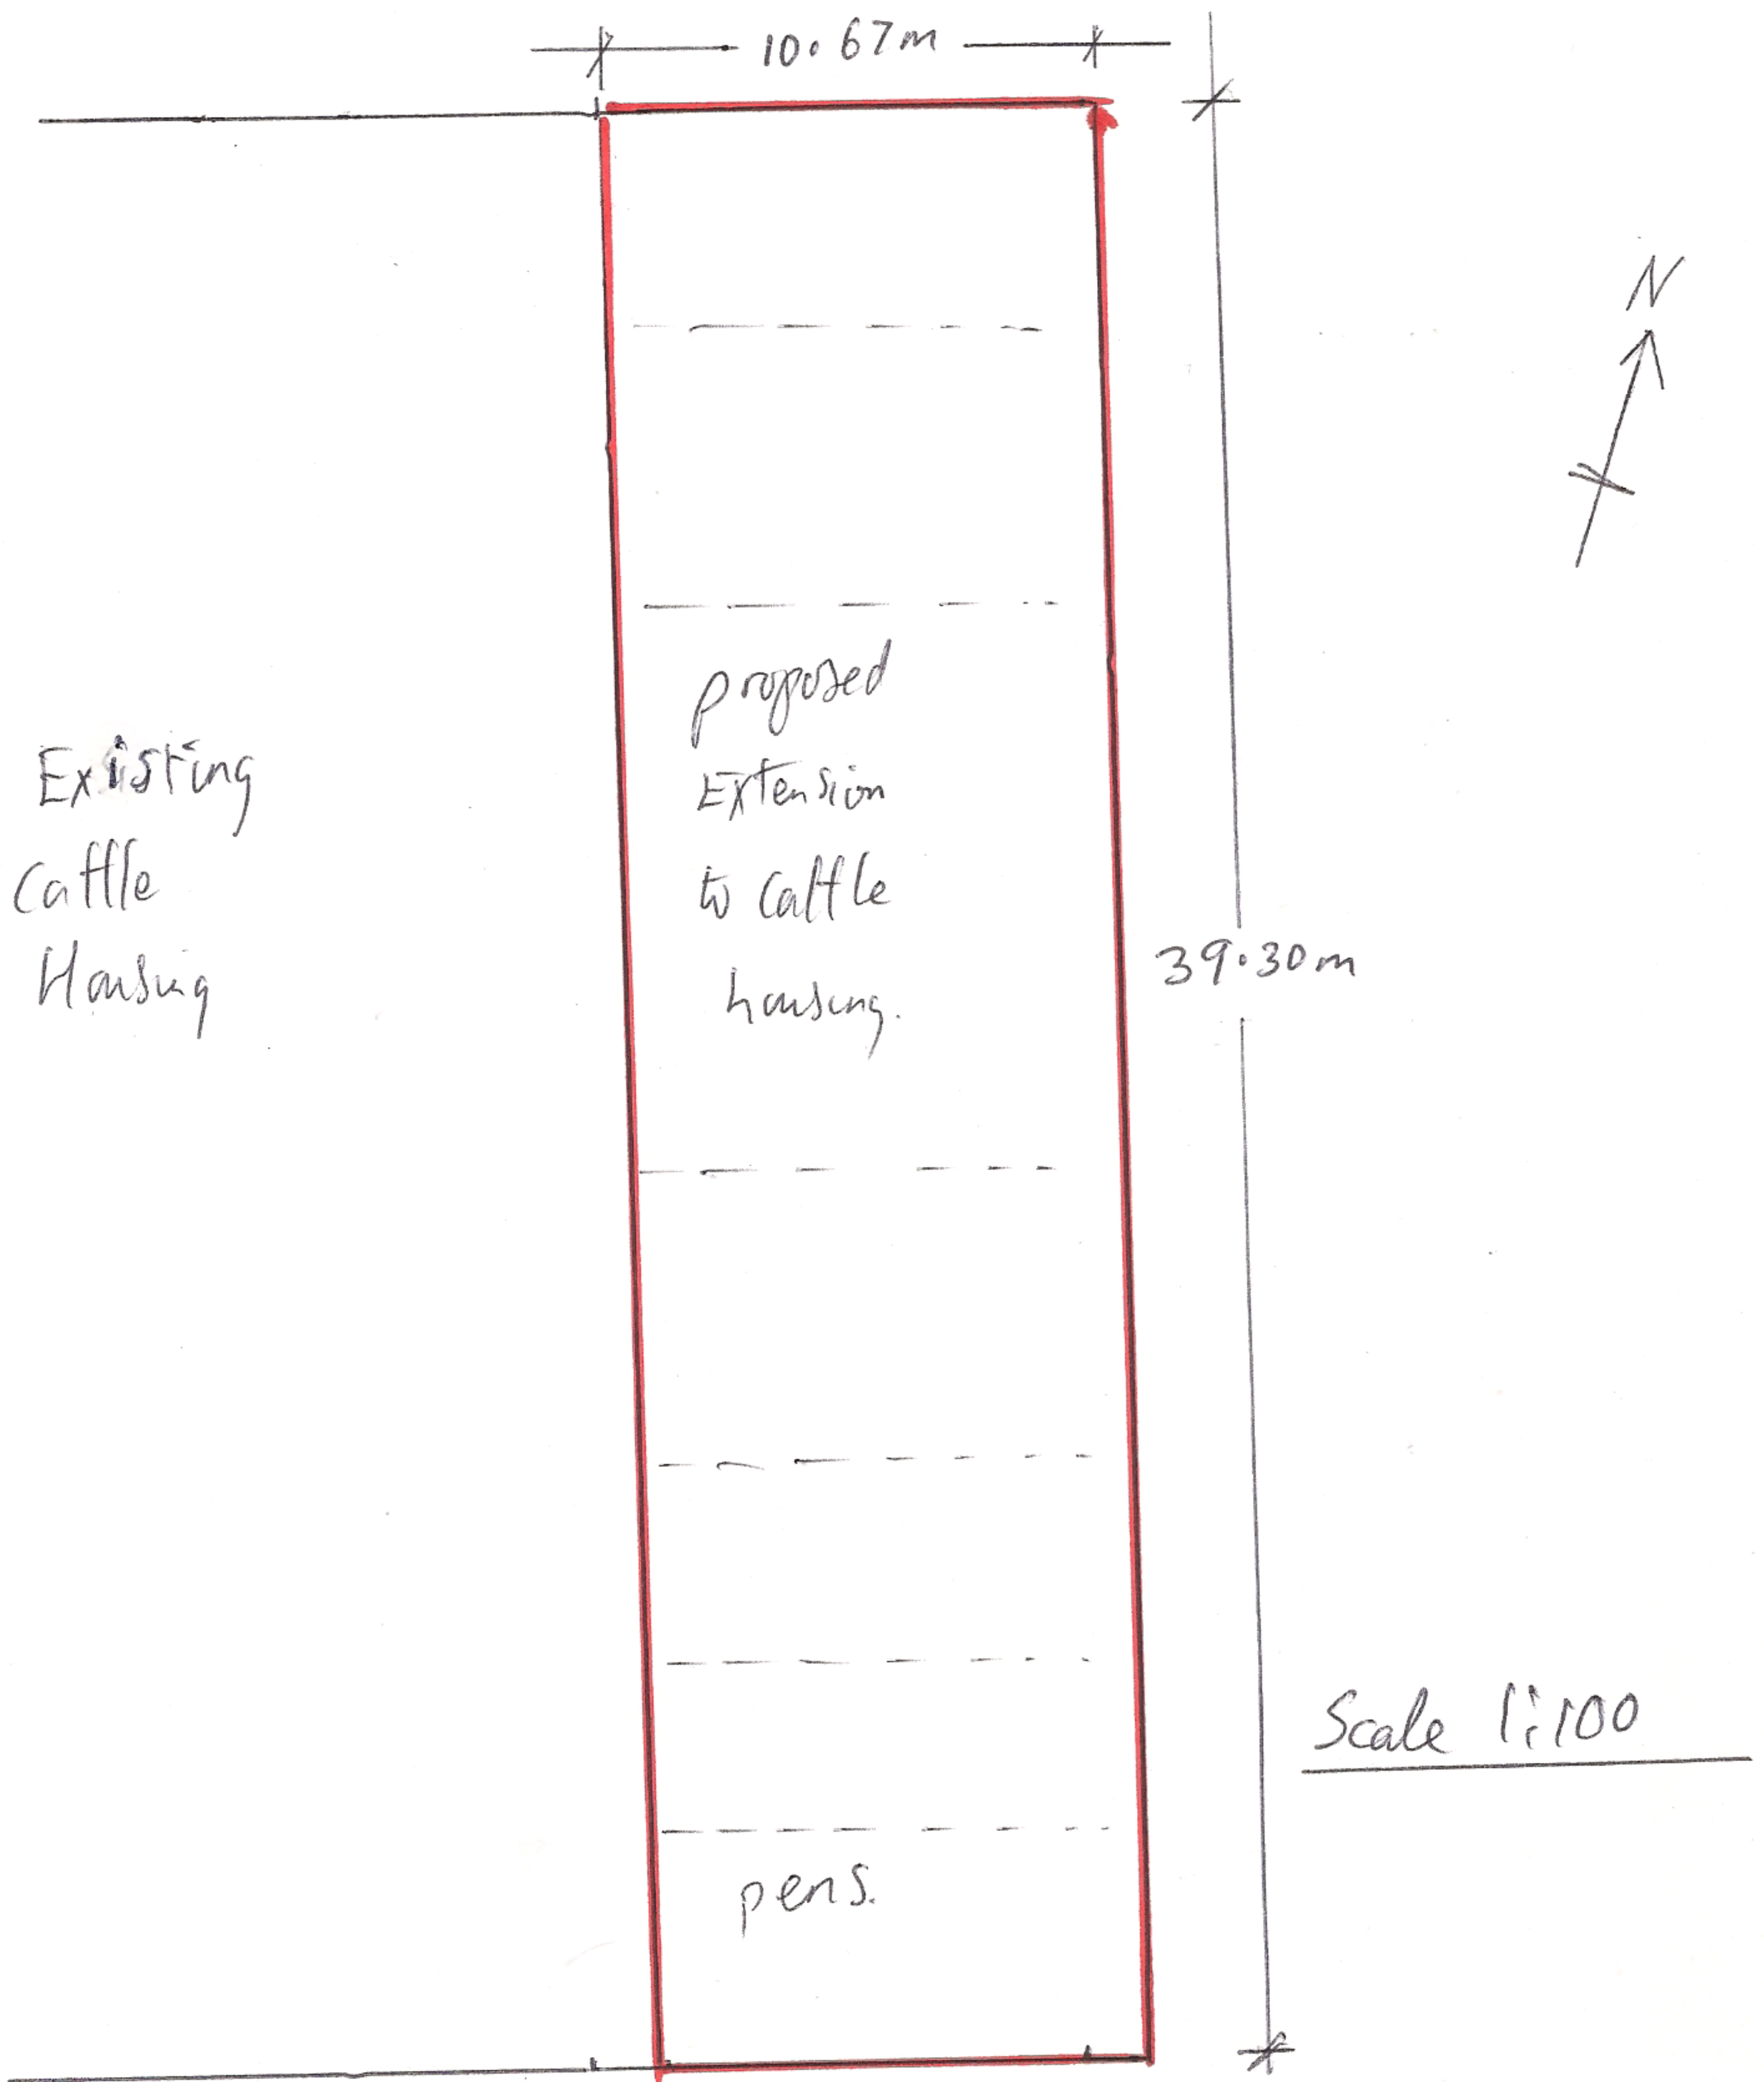 10.67m
N
proposed
Extension
to Cattle
housing.
Existing
Cattle
Housing
39.30m
Scale 1:100
pens.